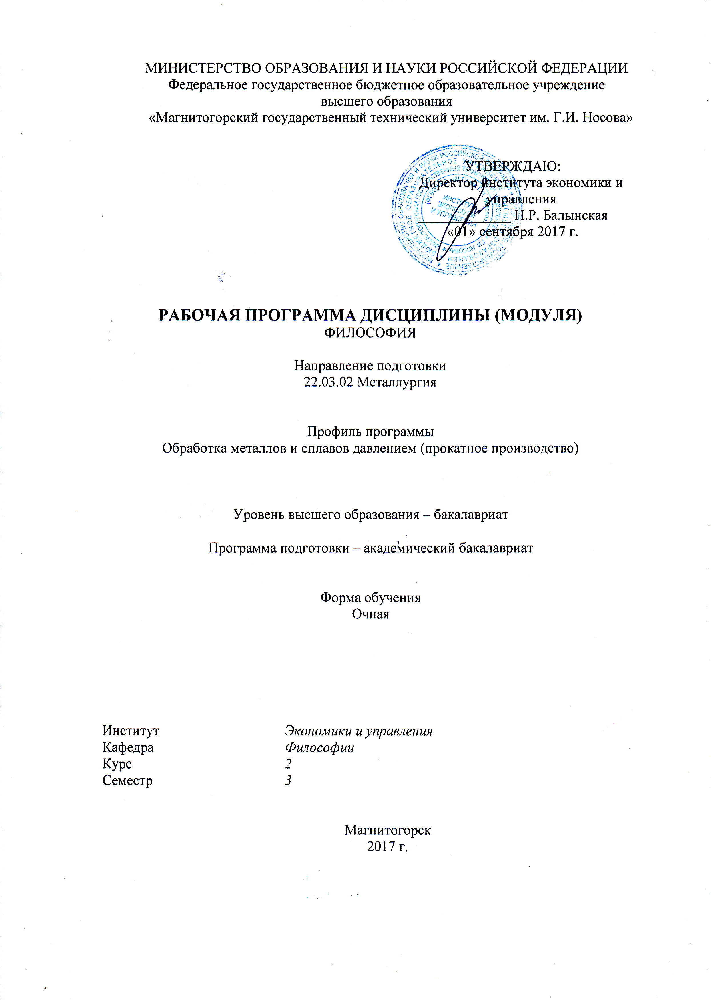 МИНИСТЕРСТВО ОБРАЗОВАНИЯ И НАУКИ РОССИЙСКОЙ ФЕДЕРАЦИИ
Федеральное государственное бюджетное образовательное учреждение
высшего образования
«Магнитогорский государственный технический университет им. Г.И. Носова»
УТВЕРЖДАЮ:
Директор института экономики и
управления
Н.Р. Балынская
«01» сентября 2017 г.
ИНСТИТУТ
ЭКОНОМИКИ
И УПРАВЛЕНИЯ
РАБОЧАЯ ПРОГРАММА ДИСЦИПЛИНЫ (МОДУЛЯ)
ФИЛОСОФИЯ
Направление подготовки
22.03.02 Металлургия
Профиль программы
Обработка металлов и сплавов давлением (прокатное производство)
Уровень высшего образования – бакалавриат
Программа подготовки – академический бакалавриат
Форма обучения
Очная
Институт Экономики и управления
Кафедра Философии
Курс 2
Семестр 3
Магнитогорск
2017 г.